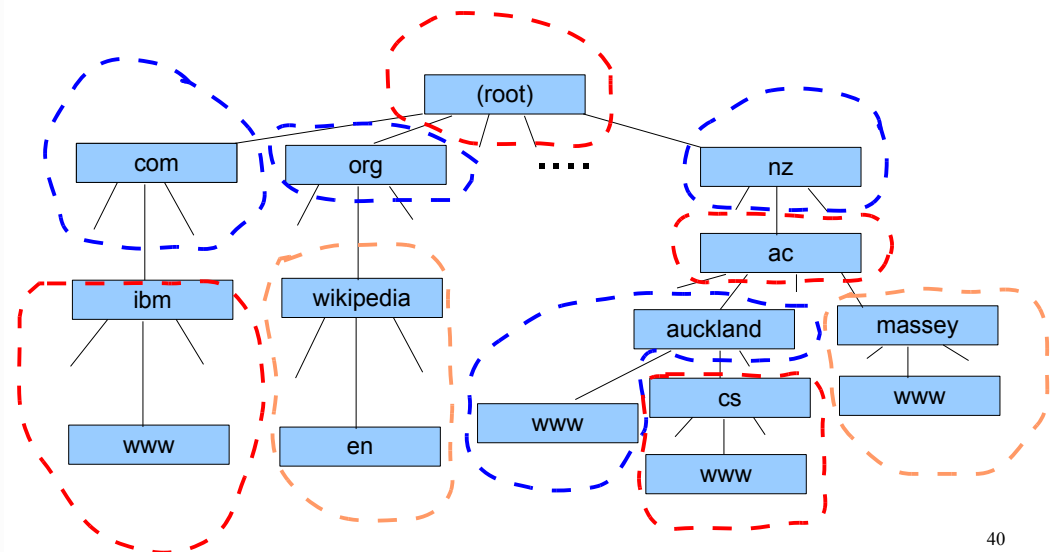 (root)
com
org
....
nz
ac
ibm
wikipedia
auckland
massey
cs
www
www
www
en
www
40